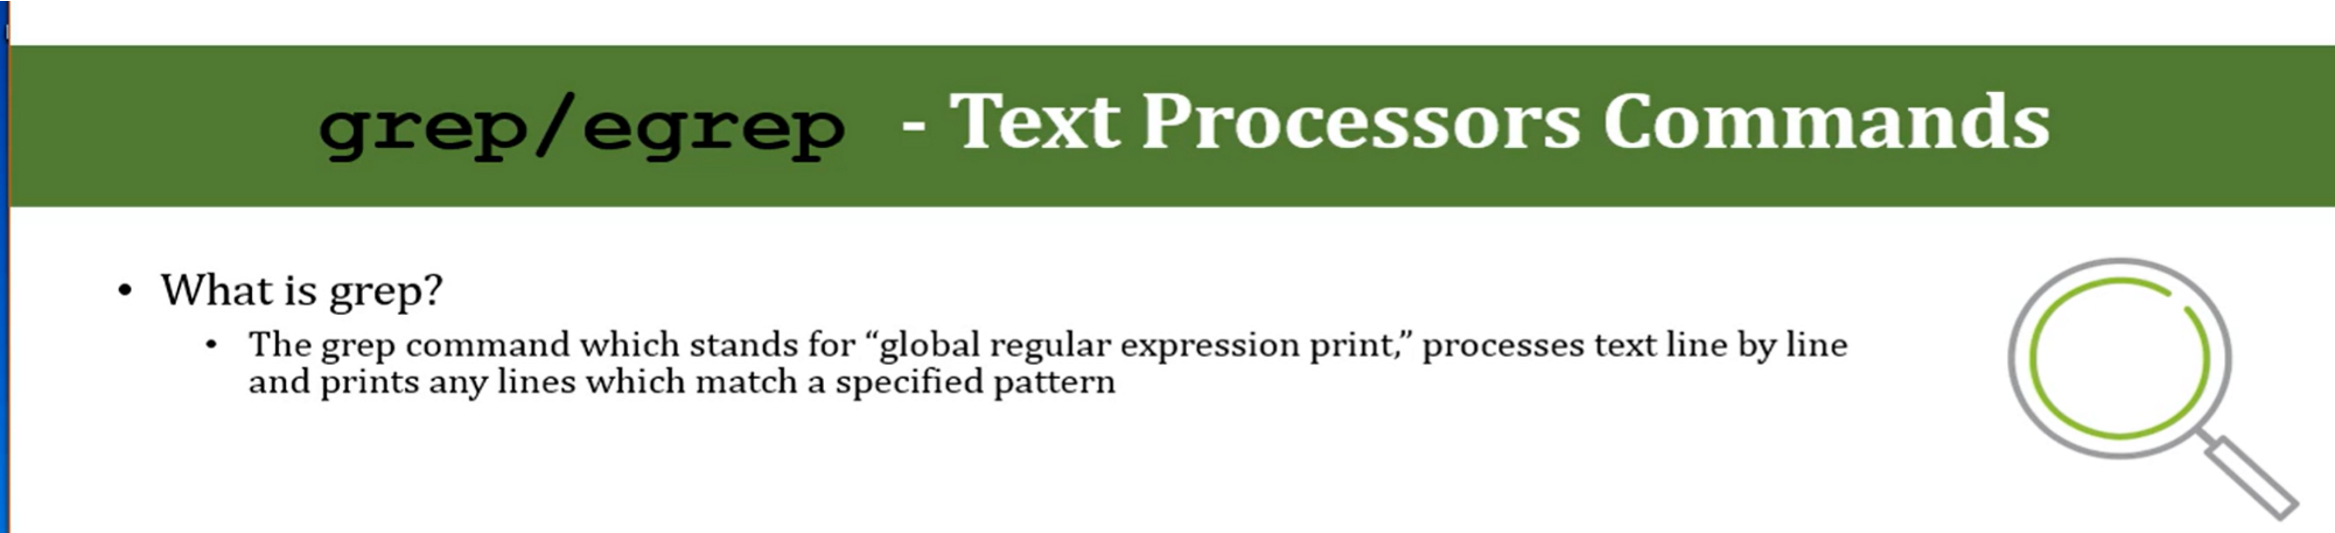 grep/egrep - Text Processors Commands
• What is grep?
• The grep command which stands for “global regular expression print,” processes text line by line
and prints any lines which match a specified pattern